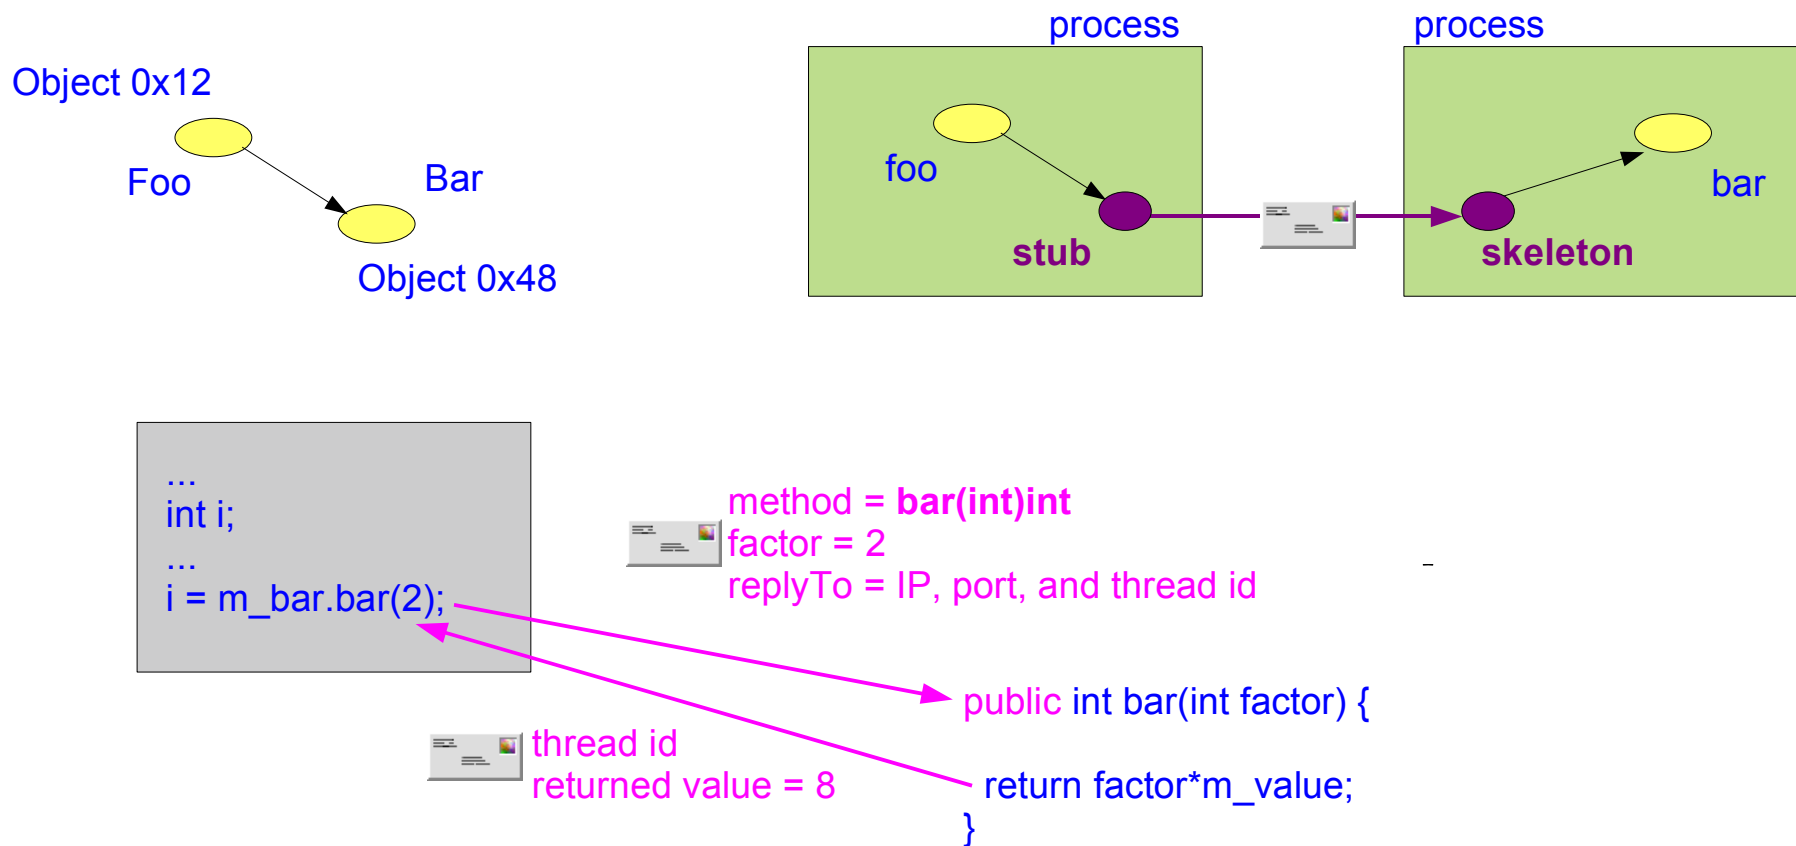 process
process
Object 0x12
Foo
Bar
Object 0x48
foo
stub
skeleton
bar
...
int i;
...
i = m_bar.bar(2);
method = bar(int)int
factor = 2
replyTo = IP, port, and thread id
public int bar(int factor) {
return factor*m_value;
}
thread id
returned value = 8